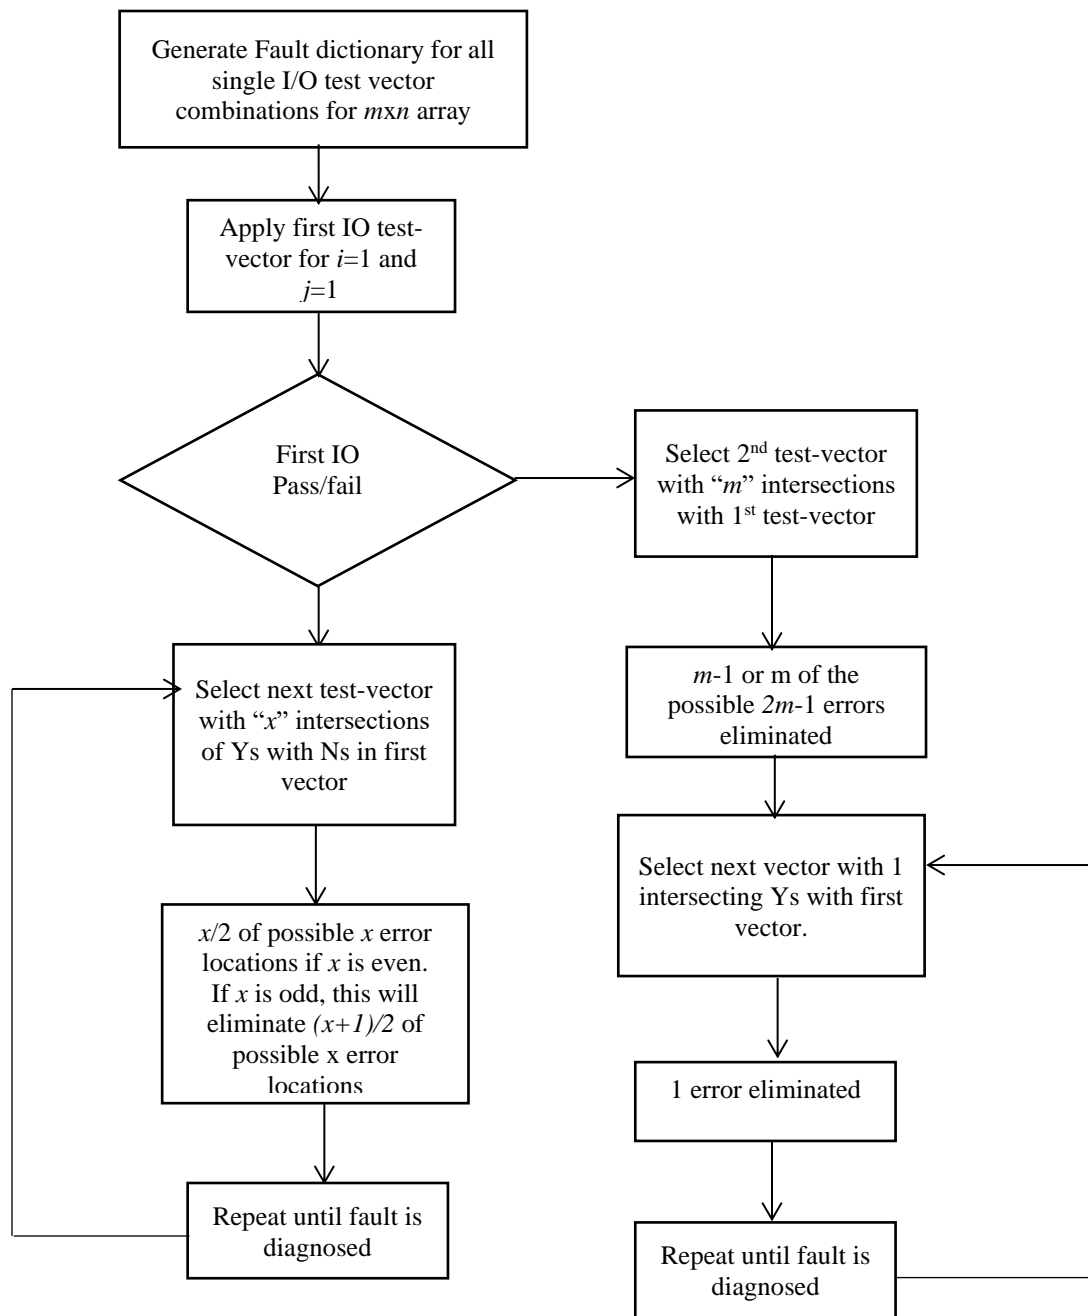 Generate Fault dictionary for all
single I/O test vector
combinations for mxn array
Apply first IO test-
vector for i=1 and
j=1
First IO
Pass/fail
Select 2nd test-vector
with “m” intersections
with 1st test-vector
Select next test-vector
with “x” intersections
of Ys with Ns in first
vector
m-1 or m of the
possible 2m-1 errors
eliminated
Select next vector with 1
intersecting Ys with first
vector.
x/2 of possible x error
locations if x is even.
If x is odd, this will
eliminate (x+1)/2 of
possible x error
locations
1 error eliminated
Repeat until fault is
diagnosed
Repeat until fault is
diagnosed